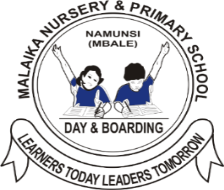 MALAIKA NURSERY & PRIMARY SCHOOL
NAMUNSI
(MBALE)
DAY & BOARDING
LEARNERS TODAY LEADERS TOMORROW